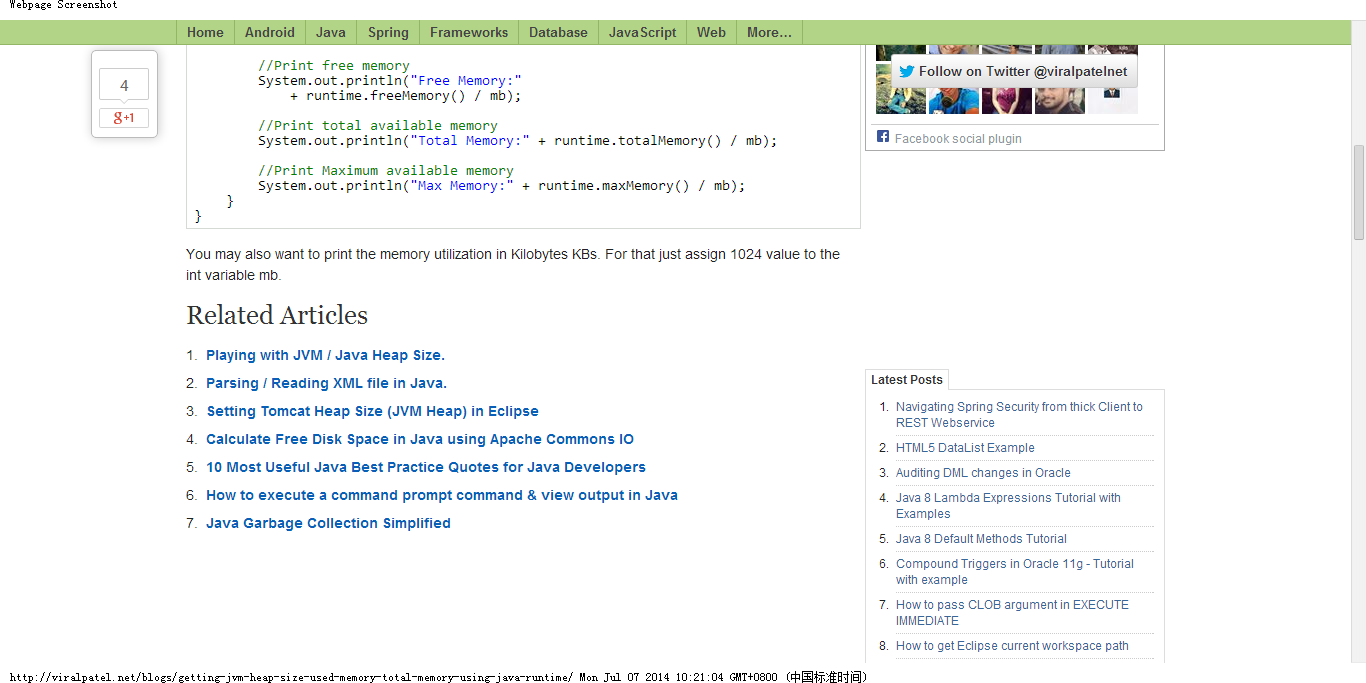 Webpage Screenshot
Home Android Java Spring Frameworks Database JavaScript Web More...
4
g+1
//Print free memory
System.out.println("Free Memory:"
+ runtime.freeMemory() / mb);
//Print total available memory
System.out.println("Total Memory:" + runtime.totalMemory() / mb);
//Print Maximum available memory
System.out.println("Max Memory:" + runtime.maxMemory() / mb);
}
}
You may also want to print the memory utilization in Kilobytes KBs. For that just assign 1024 value to the
int variable mb.
Related Articles
1. Playing with JVM / Java Heap Size.
2. Parsing / Reading XML file in Java.
3. Setting Tomcat Heap Size (JVM Heap) in Eclipse
4. Calculate Free Disk Space in Java using Apache Commons IO
5. 10 Most Useful Java Best Practice Quotes for Java Developers
6. How to execute a command prompt command & view output in Java
7. Java Garbage Collection Simplified
Follow on Twitter @viralpatelnet
Facebook social plugin
Latest Posts
1. Navigating Spring Security from thick Client to
REST Webservice
2. HTML5 DataList Example
3. Auditing DML changes in Oracle
4. Java 8 Lambda Expressions Tutorial with
Examples
5. Java 8 Default Methods Tutorial
6. Compound Triggers in Oracle 11g - Tutorial
with example
7. How to pass CLOB argument in EXECUTE
IMMEDIATE
8. How to get Eclipse current workspace path
http://viralpatel.net/blogs/getting-jvm-heap-size-used-memory-total-memory-using-java-runtime/ Mon Jul 07 2014 10:21:04 GMT+0800 (中国标准时间)